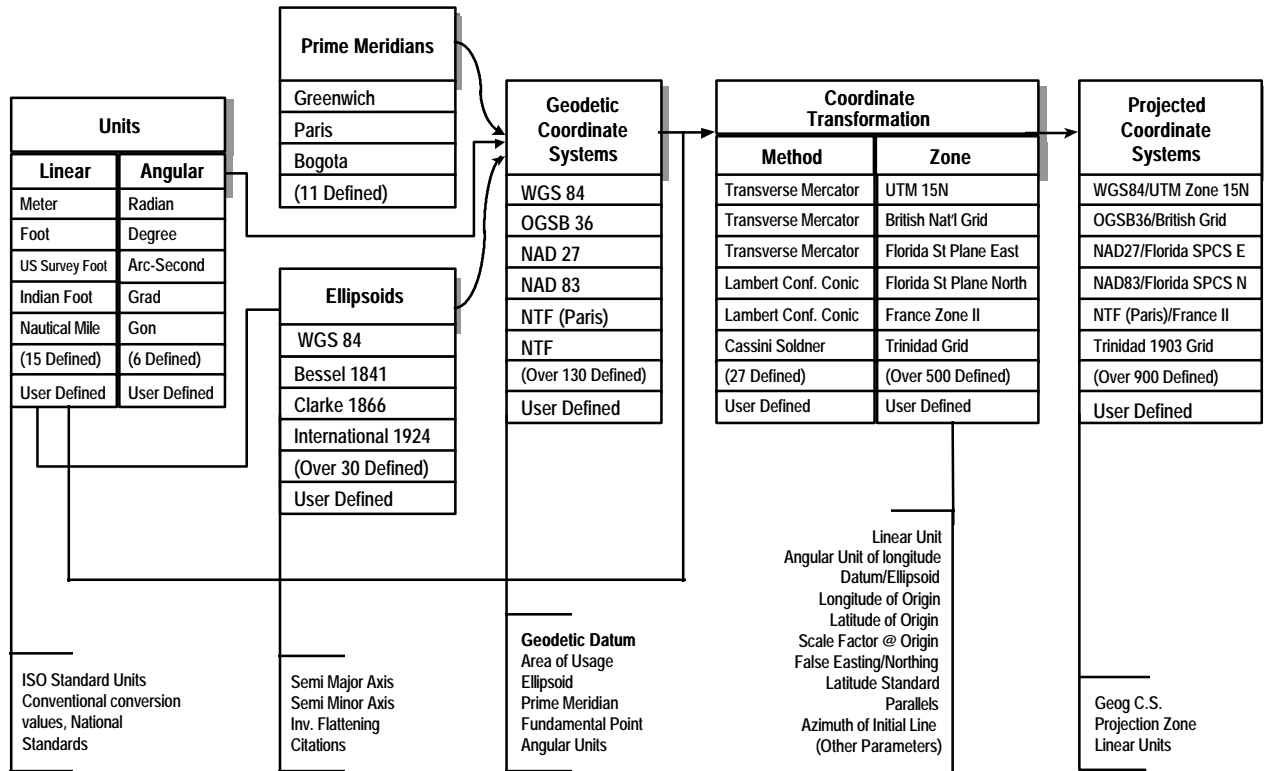 Prime Meridians
Greenwich
Paris
Bogota
(11 Defined)
Units
Linear
Angular
Meter
Radian
Foot
Degree
US Survey Foot
Arc-Second
Indian Foot
Grad
Nautical Mile
Gon
(15 Defined)
(6 Defined)
User Defined
User Defined
Ellipsoids
WGS 84
Bessel 1841
Clarke 1866
International 1924
(Over 30 Defined)
User Defined
Geodetic
Coordinate
Systems
WGS 84
OGSB 36
NAD 27
NAD 83
NTF (Paris)
NTF
(Over 130 Defined)
User Defined
Coordinate
Transformation
Method
Zone
Transverse Mercator
UTM 15N
Transverse Mercator
British Nat'l Grid
Transverse Mercator
Florida St Plane East
Lambert Conf. Conic
Florida St Plane North
Lambert Conf. Conic
France Zone II
Cassini Soldner
Trinidad Grid
(27 Defined)
(Over 500 Defined)
User Defined
User Defined
Projected
Coordinate
Systems
WGS84/UTM Zone 15N
OGSB36/British Grid
NAD27/Florida SPCS E
NAD83/Florida SPCS N
NTF (Paris)/France II
Trinidad 1903 Grid
(Over 900 Defined)
User Defined
ISO Standard Units
Conventional conversion
values, National
Standards
Semi Major Axis
Semi Minor Axis
Inv. Flattening
Citations
Geodetic Datum
Area of Usage
Ellipsoid
Prime Meridian
Fundamental Point
Angular Units
Linear Unit
Angular Unit of longitude
Datum/Ellipsoid
Longitude of Origin
Latitude of Origin
Scale Factor @ Origin
False Easting/Northing
Latitude Standard
Parallels
Azimuth of Initial Line
(Other Parameters)
Geog C.S.
Projection Zone
Linear Units